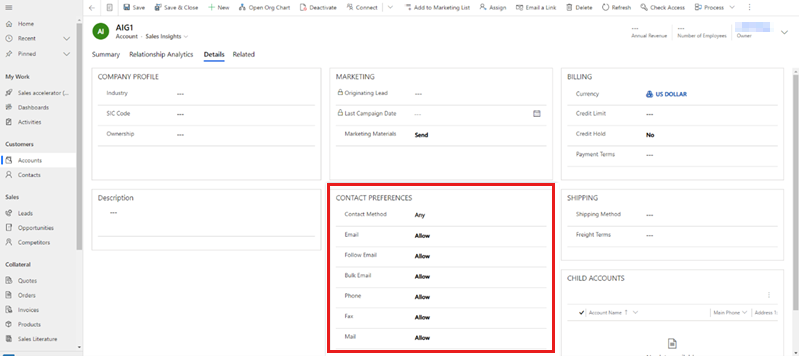 Save
Save & Close
New
Open Org Chart
Deactivate
Connect
Add to Marketing List
Assign
Email a Link
Delete
Refresh
Check Access
Process
Home
Recent
Pinned
My Work
Sales accelerator (...
Dashboards
Activities
Customers
Accounts
Contacts
Sales
Leads
Opportunities
Competitors
Collateral
Quotes
Orders
Invoices
Products
Sales Literature
AI
AIG1
Account · Sales Insights
---
Annual Revenue
---
Number of Employees
Owner
Summary
Relationship Analytics
Details
Related
COMPANY PROFILE
Industry ---
SIC Code ---
Ownership ---
Description
---
MARKETING
Originating Lead ---
Last Campaign Date ---
Marketing Materials Send
CONTACT PREFERENCES
Contact Method Any
Email Allow
Follow Email Allow
Bulk Email Allow
Phone Allow
Fax Allow
Mail Allow
BILLING
Currency US DOLLAR
Credit Limit ---
Credit Hold No
Payment Terms ---
SHIPPING
Shipping Method ---
Freight Terms ---
CHILD ACCOUNTS
Account Name ↑ Main Phone Address 1: